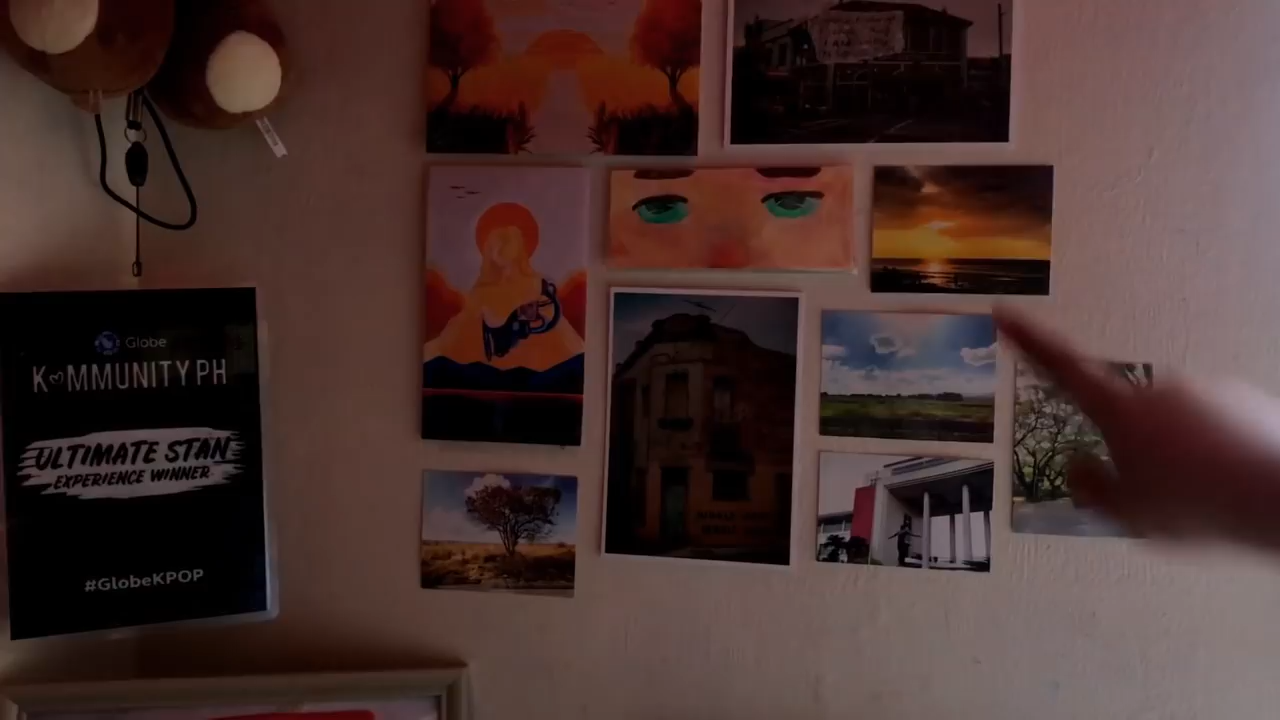 Globe
K♡MMUNITY PH
ULTIMATE STAN
EXPERIENCE WINNER
#GlobeKPOP